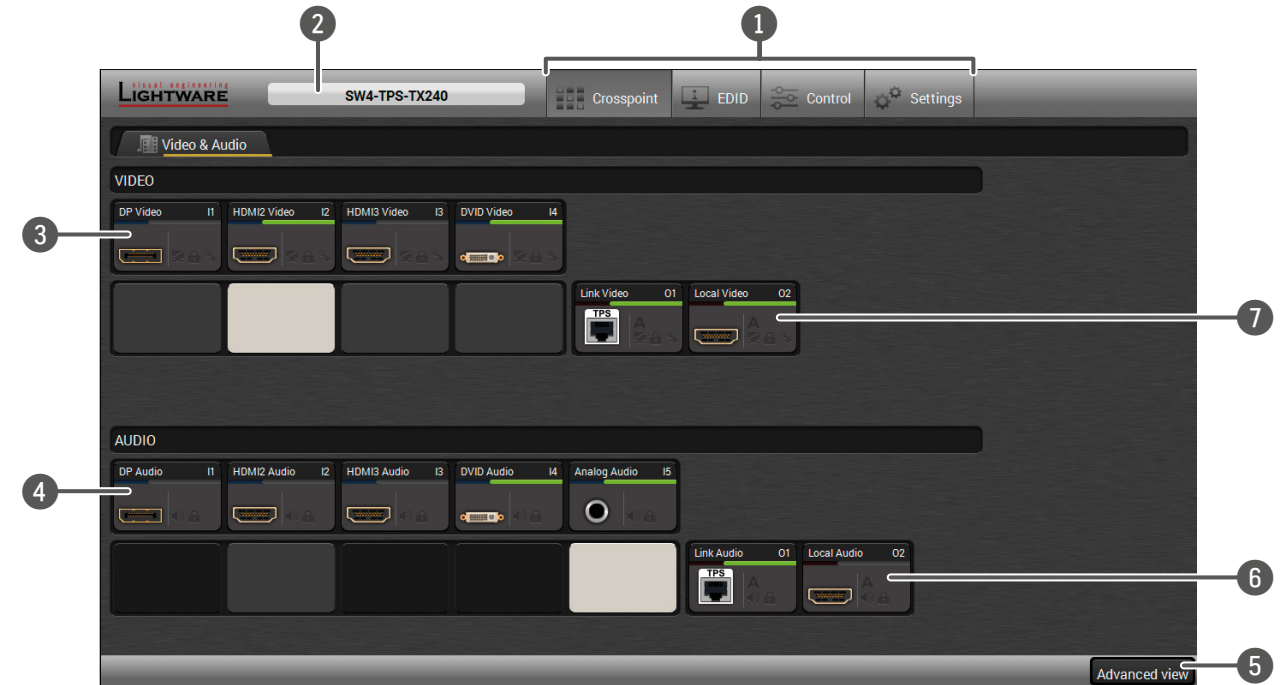 2
1
visual engineering
LIGHTWARE
SW4-TPS-TX240
Crosspoint
EDID
Control
Settings
Video & Audio
VIDEO
DP Video I1
HDMI2 Video I2
HDMI3 Video I3
DVID Video I4
3
Link Video O1
TPS
A
Local Video O2
A
7
AUDIO
DP Audio I1
HDMI2 Audio I2
HDMI3 Audio I3
DVID Audio I4
Analog Audio I5
4
Link Audio O1
TPS
A
Local Audio O2
A
6
Advanced view
5